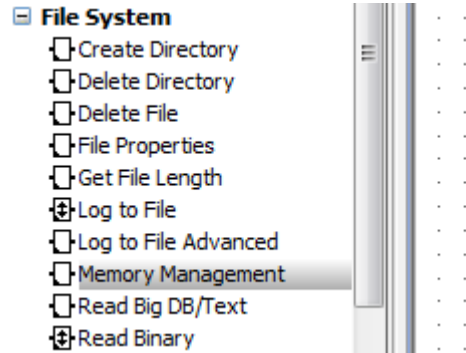 File System
Create Directory
Delete Directory
Delete File
File Properties
Get File Length
Log to File
Log to File Advanced
Memory Management
Read Big DB/Text
Read Binary